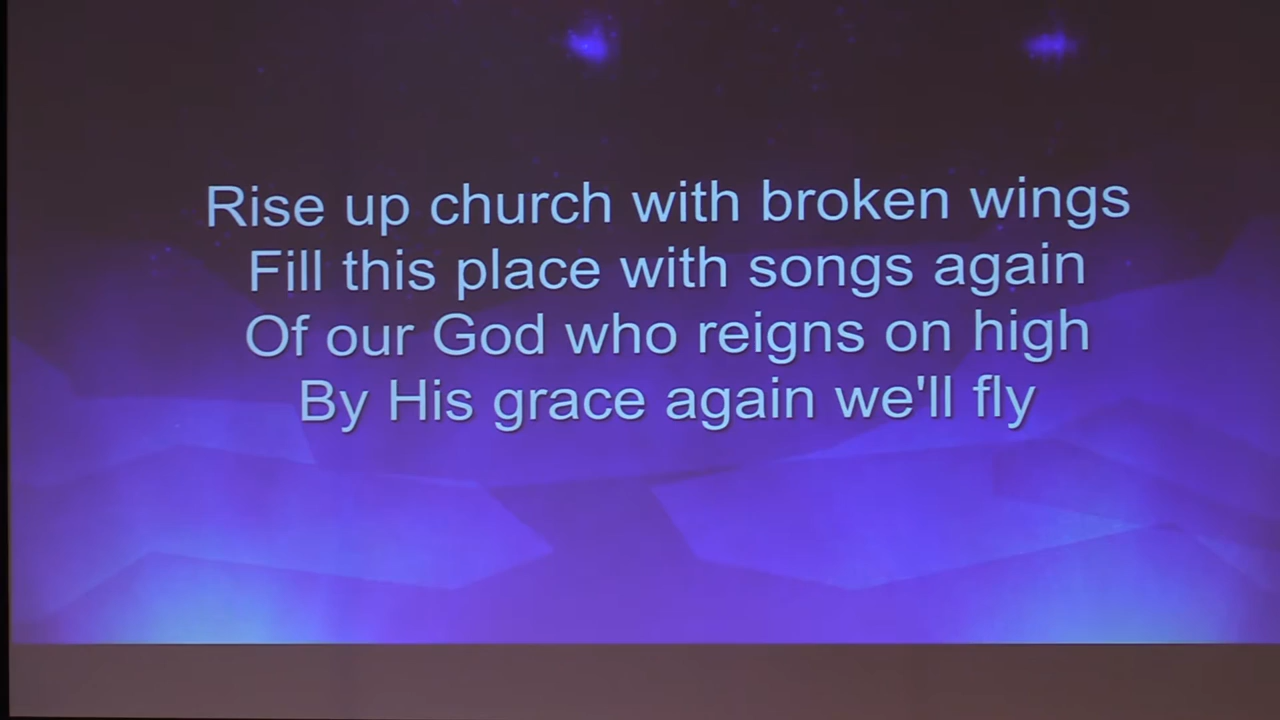 Rise up church with broken wings
Fill this place with songs again
Of our God who reigns on high
By His grace again we'll fly